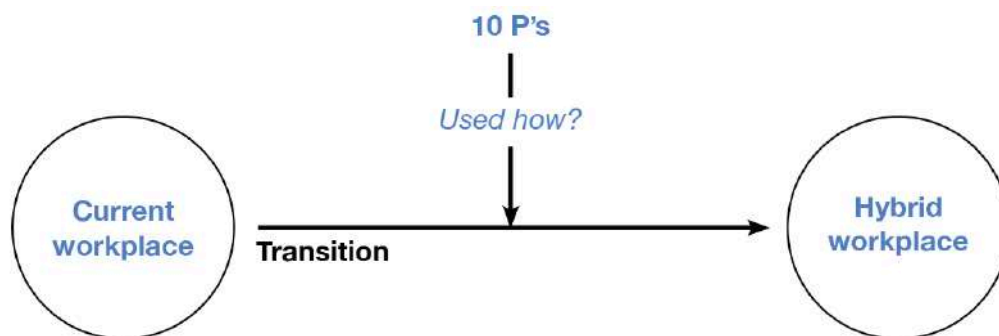 10 P's
Used how?
Current
workplace
Transition
Hybrid
workplace